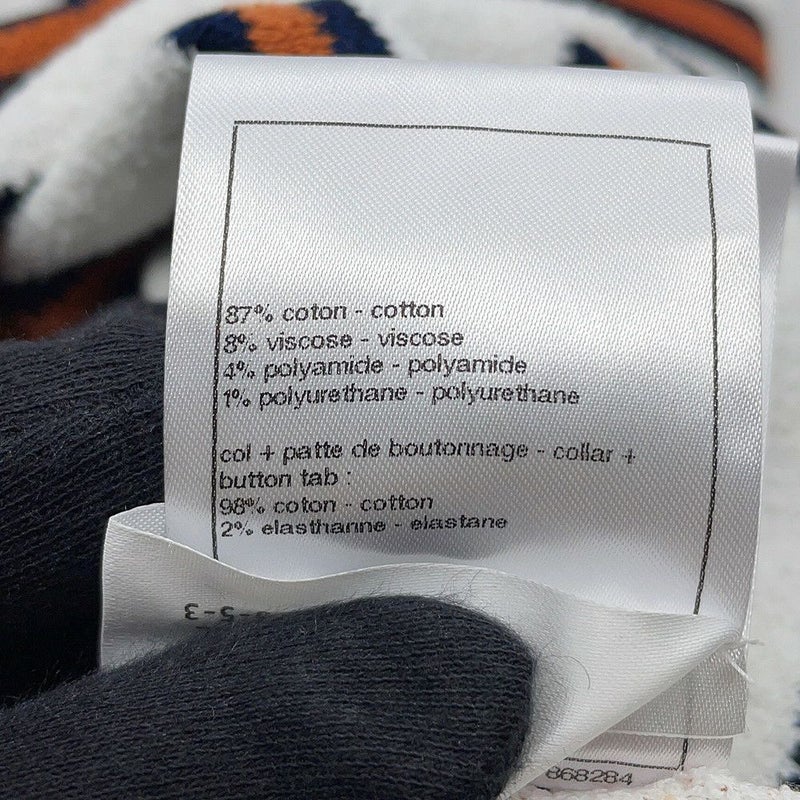 87% coton - cotton
8% viscose - viscose
4% polyamide - polyamide
1% polyurethane - polyurethane
col + patte de boutonnage - collar +
button tab :
98% coton - cotton
2% elasthanne - elastane
868284